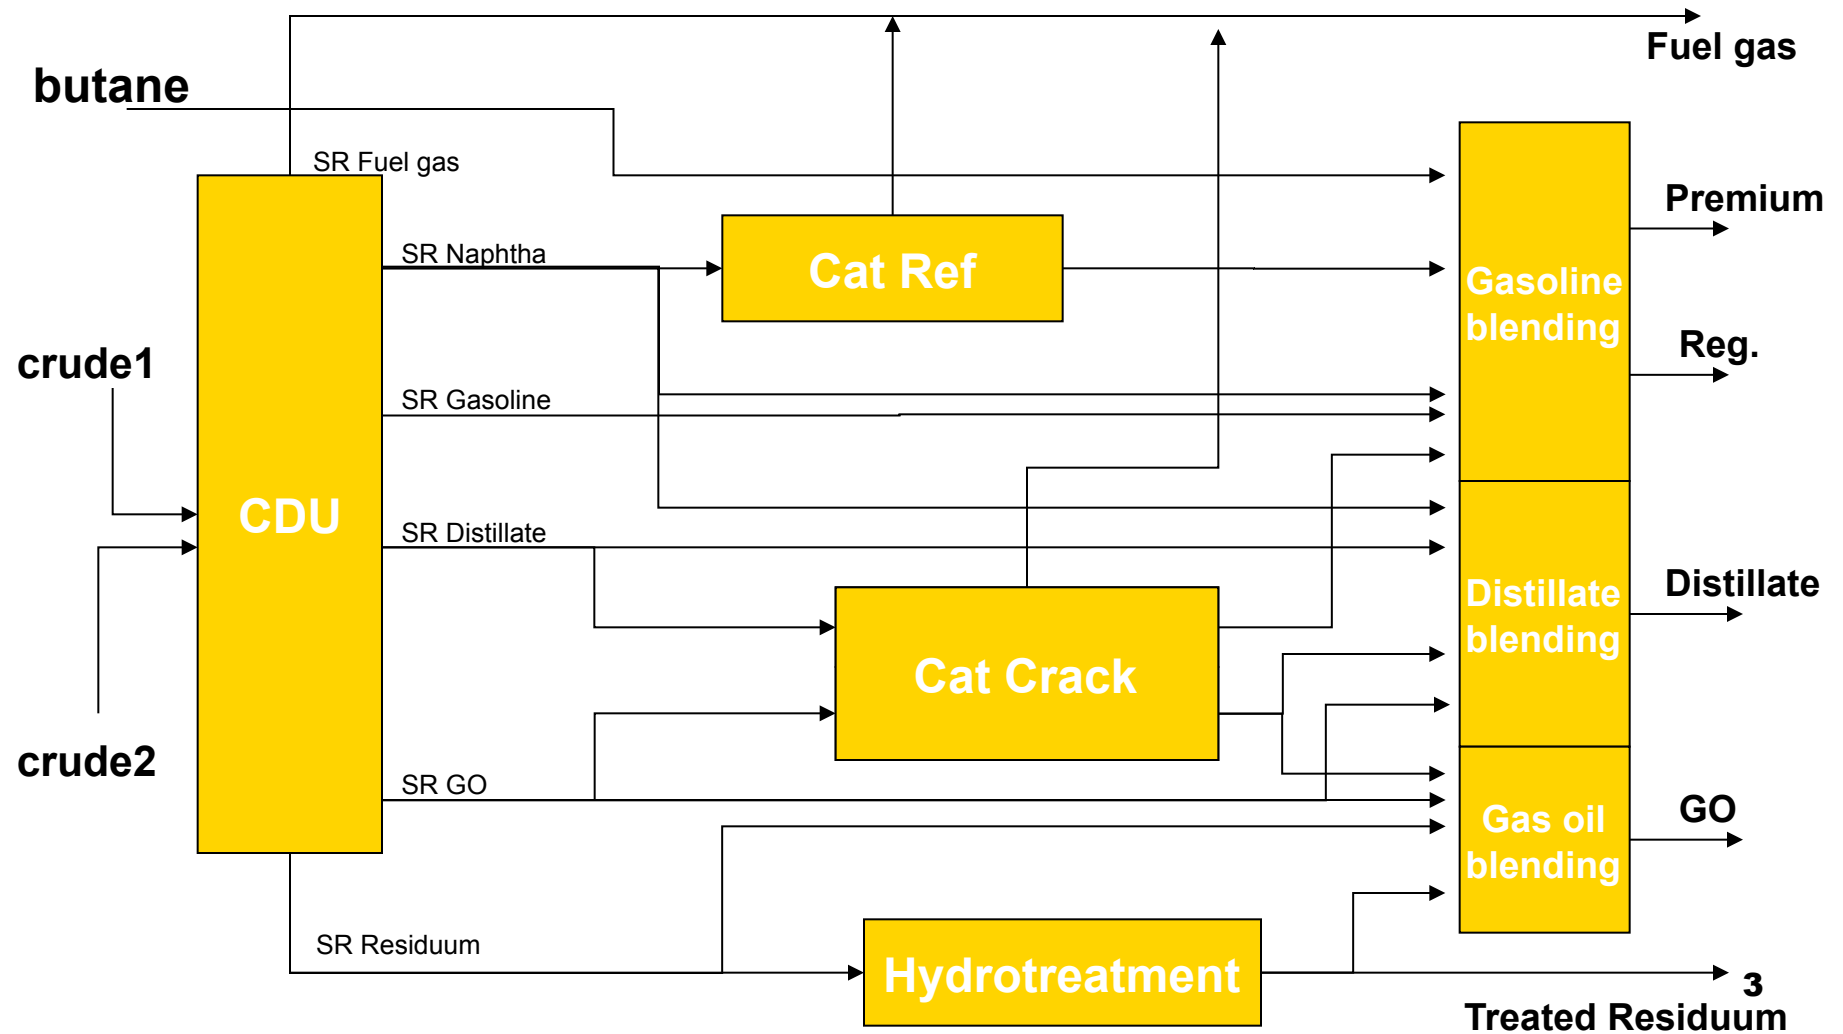 Fuel gas
butane
SR Fuel gas
Premium
SR Naphtha
Cat Ref
Gasoline
blending
Reg.
crude1
SR Gasoline
CDU
SR Distillate
Distillate
blending
Distillate
Cat Crack
crude2
SR GO
GO
Gas oil
blending
SR Residuum
Hydrotreatment
3
Treated Residuum